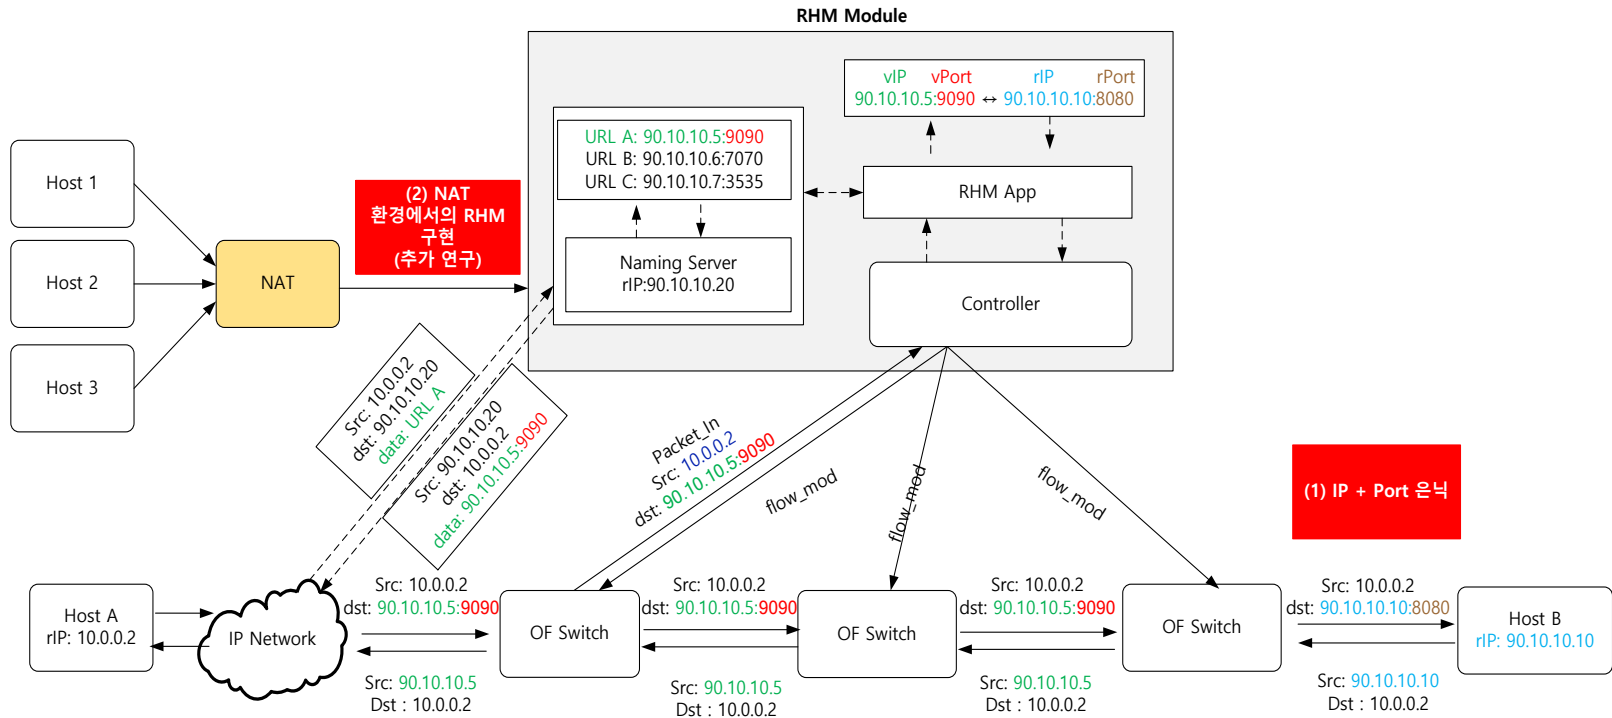 RHM Module
vIP vPort rIP rPort
90.10.10.5:9090 ↔ 90.10.10.10:8080
URL A: 90.10.10.5:9090
URL B: 90.10.10.6:7070
URL C: 90.10.10.7:3535
RHM App
Naming Server
rIP:90.10.10.20
Controller
Host 1
Host 2
Host 3
NAT
(2) NAT
환경에서의 RHM
구현
(추가 연구)
Src: 10.0.0.2
dst: 90.10.10.20
data: URL A
Src: 90.10.10.20
dst: 10.0.0.2
data: 90.10.10.5:9090
Packet_In
Src: 10.0.0.2
dst: 90.10.10.5:9090
flow_mod
flow_mod
flow_mod
(1) IP + Port 은닉
Host A
rIP: 10.0.0.2
IP Network
Src: 10.0.0.2
dst: 90.10.10.5:9090
Src: 90.10.10.5
Dst : 10.0.0.2
OF Switch
Src: 10.0.0.2
dst: 90.10.10.5:9090
Src: 90.10.10.5
Dst : 10.0.0.2
OF Switch
Src: 10.0.0.2
dst: 90.10.10.5:9090
Src: 90.10.10.5
Dst : 10.0.0.2
OF Switch
Src: 10.0.0.2
dst: 90.10.10.10:8080
Src: 90.10.10.10
Dst : 10.0.0.2
Host B
rIP: 90.10.10.10